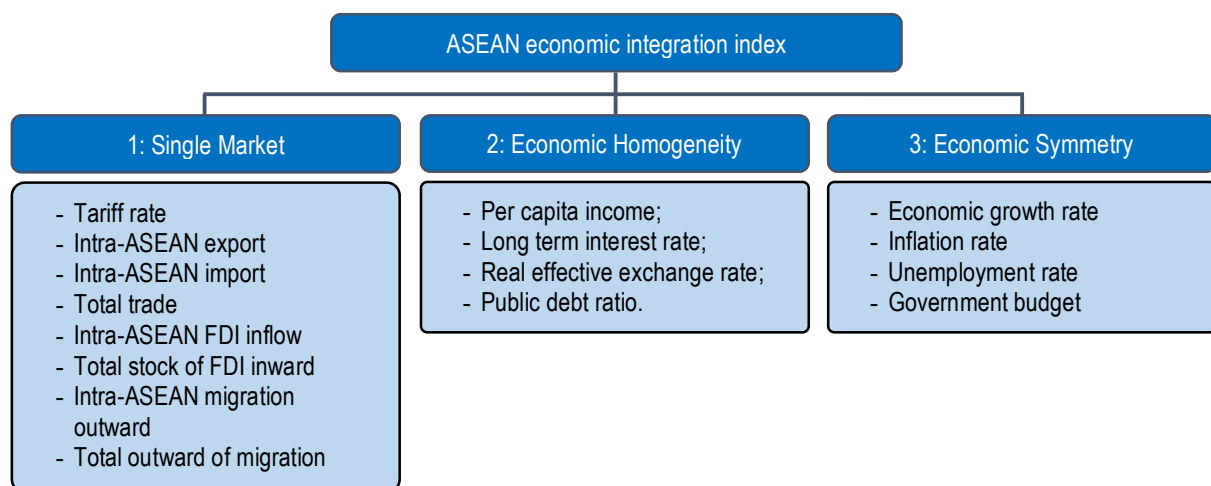 ASEAN economic integration index
1: Single Market
- Tariff rate
- Intra-ASEAN export
- Intra-ASEAN import
- Total trade
- Intra-ASEAN FDI inflow
- Total stock of FDI inward
- Intra-ASEAN migration
outward
- Total outward of migration
2: Economic Homogeneity
- Per capita income;
- Long term interest rate;
- Real effective exchange rate;
- Public debt ratio.
3: Economic Symmetry
- Economic growth rate
- Inflation rate
- Unemployment rate
- Government budget